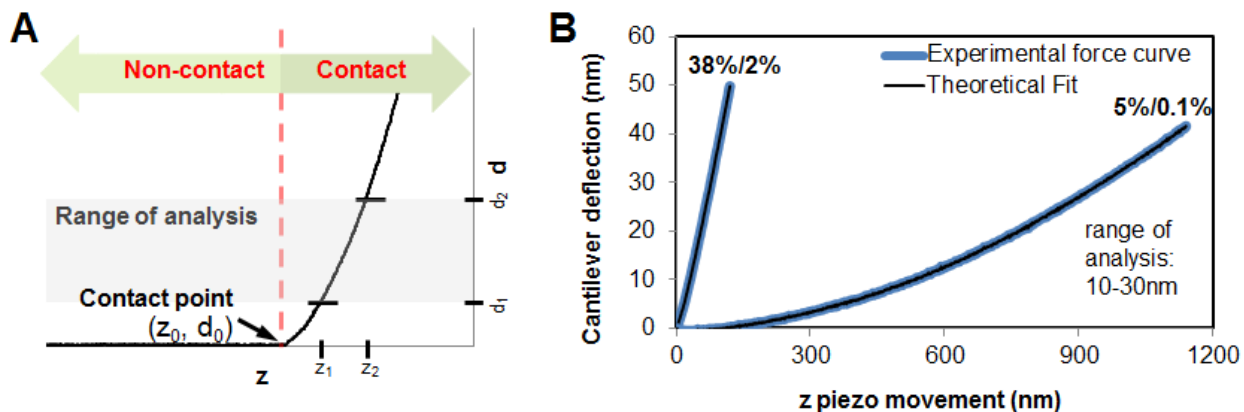 A
Non-contact
Contact
Range of analysis
Contact point
(z₀, d₀)
z
z₁
z₂
d
d₂
d₁
B
Experimental force curve
Theoretical Fit
38%/2%
5%/0.1%
range of
analysis:
10-30nm
Cantilever deflection (nm)
60
50
40
30
20
10
0
0
300
600
900
1200
z piezo movement (nm)